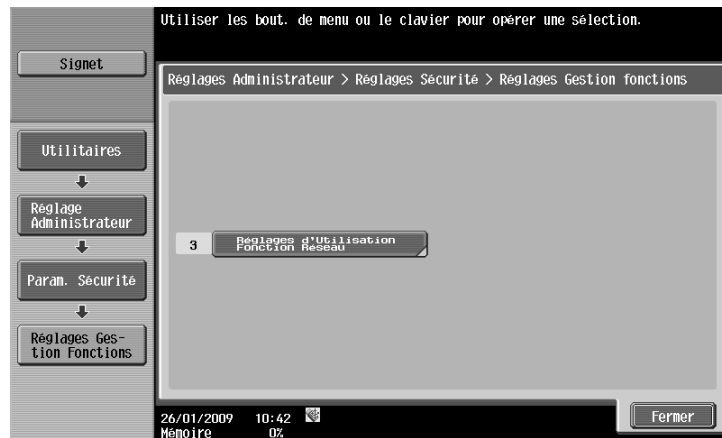 Utiliser les bout. de menu ou le clavier pour opérer une sélection.
Signet
Réglages Administrateur > Réglages Sécurité > Réglages Gestion fonctions
Utilitaires
Réglage
Administrateur
Param. Sécurité
Réglages Ges-
tion Fonctions
3
Réglages d'Utilisation
Fonction Réseau
26/01/2009 10:42
Mémoire 0%
Fermer